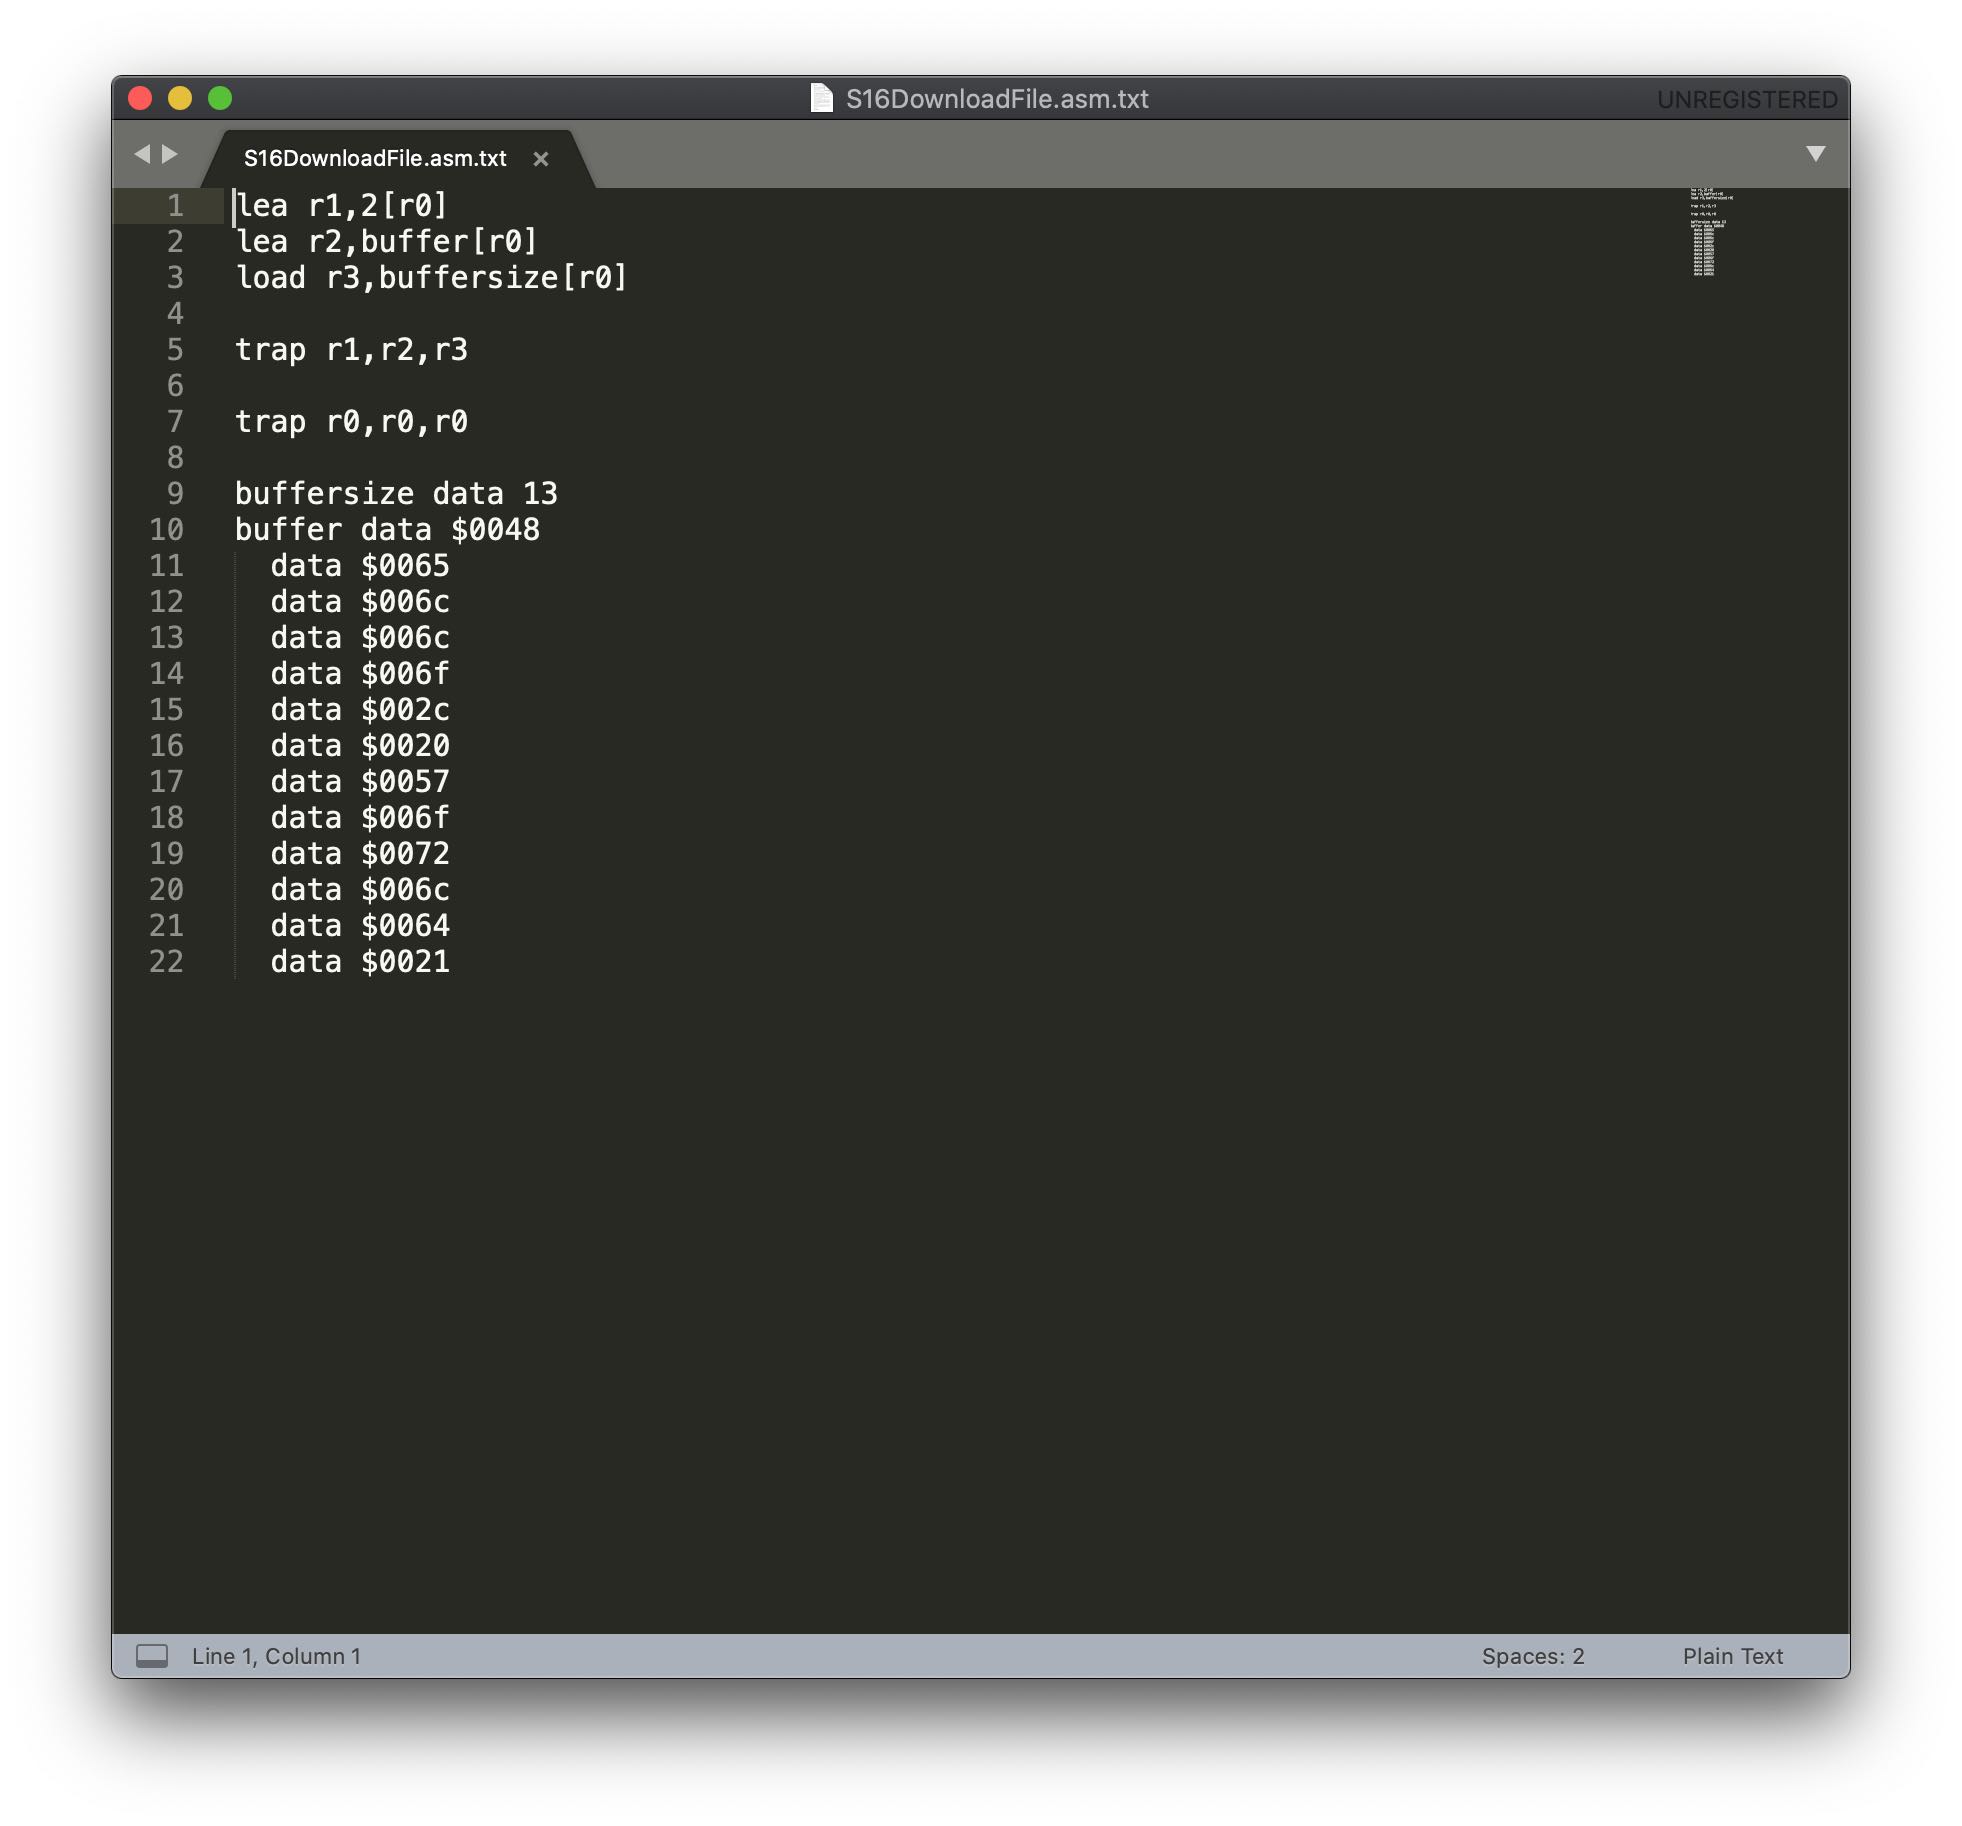 S16DownloadFile.asm.txt
UNREGISTERED
S16DownloadFile.asm.txt ×
1 lea r1,2[r0]
2 lea r2,buffer[r0]
3 load r3,buffersize[r0]
4
5 trap r1,r2,r3
6
7 trap r0,r0,r0
8
9 buffersize data 13
10 buffer data $0048
11 data $0065
12 data $006c
13 data $006c
14 data $006f
15 data $002c
16 data $0020
17 data $0057
18 data $006f
19 data $0072
20 data $006c
21 data $0064
22 data $0021
Line 1, Column 1
Spaces: 2
Plain Text